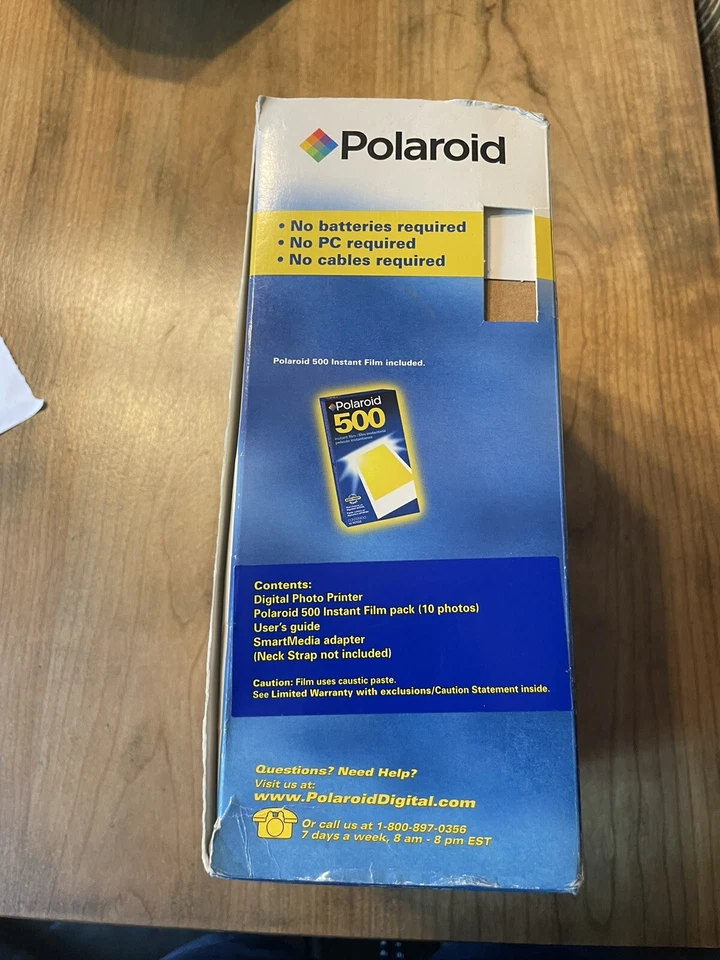 Polaroid
• No batteries required
• No PC required
• No cables required
Polaroid 500 Instant Film included.
Polaroid
500
Contents:
Digital Photo Printer
Polaroid 500 Instant Film pack (10 photos)
User's guide
SmartMedia adapter
(Neck Strap not included)
Caution: Film uses caustic paste.
See Limited Warranty with exclusions/Caution Statement inside.
Questions? Need Help?
Visit us at:
www.PolaroidDigital.com
Or call us at 1-800-897-0356
7 days a week, 8 am - 8 pm EST